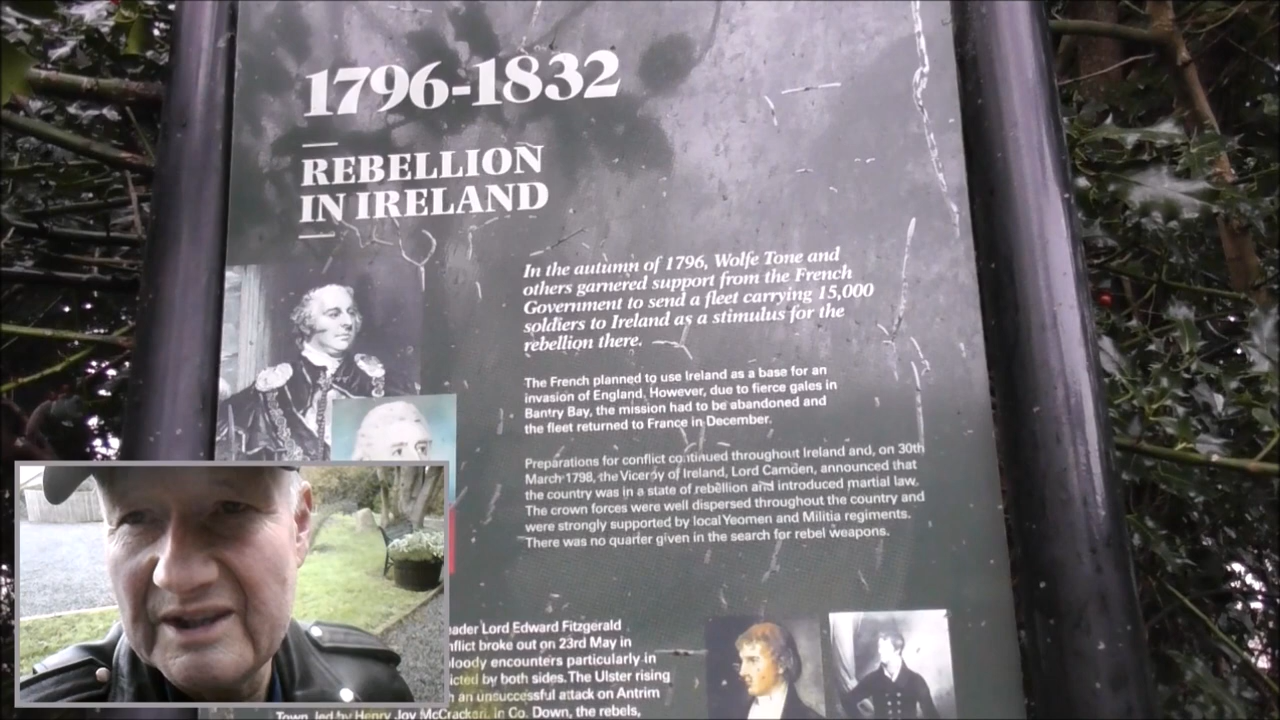 1796-1832
REBELLION
IN IRELAND
In the autumn of 1796, Wolfe Tone and
others garnered support from the French
Government to send a fleet carrying 15,000
soldiers to Ireland as a stimulus for the
rebellion there.
The French planned to use Ireland as a base for an
invasion of England. However, due to fierce gales in
Bantry Bay, the mission had to be abandoned and
the fleet returned to France in December.
Preparations for conflict continued throughout Ireland and, on 30th
March 1798, the Viceroy of Ireland, Lord Camden, announced that
the country was in a state of rebellion and introduced martial law.
The crown forces were well dispersed throughout the country and
were strongly supported by local Yeomen and Militia regiments.
There was no quarter given in the search for rebel weapons.
Lord Edward Fitzgerald
broke out on 23rd May in
encounters particularly in
by both sides. The Ulster rising
an unsuccessful attack on Antrim
Town, led by Henry Joy McCracken. in Co. Down, the rebels,